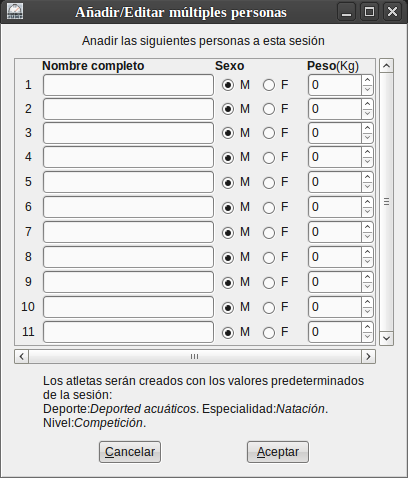 Añadir/Editar múltiples personas
Anadir las siguientes personas a esta sesión
Nombre completo Sexo Peso(Kg)
1 M F 0
2 M F 0
3 M F 0
4 M F 0
5 M F 0
6 M F 0
7 M F 0
8 M F 0
9 M F 0
10 M F 0
11 M F 0
Los atletas serán creados con los valores predeterminados
de la sesión:
Deporte:Deported acuáticos. Especialidad:Natación.
Nivel:Competición.
Cancelar Aceptar